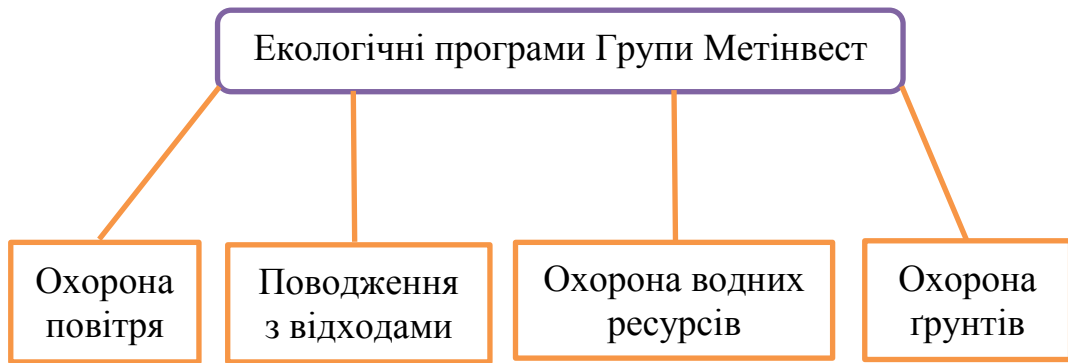 Екологічні програми Групи Метінвест
Охорона
повітря
Поводження
з відходами
Охорона водних
ресурсів
Охорона
ґрунтів